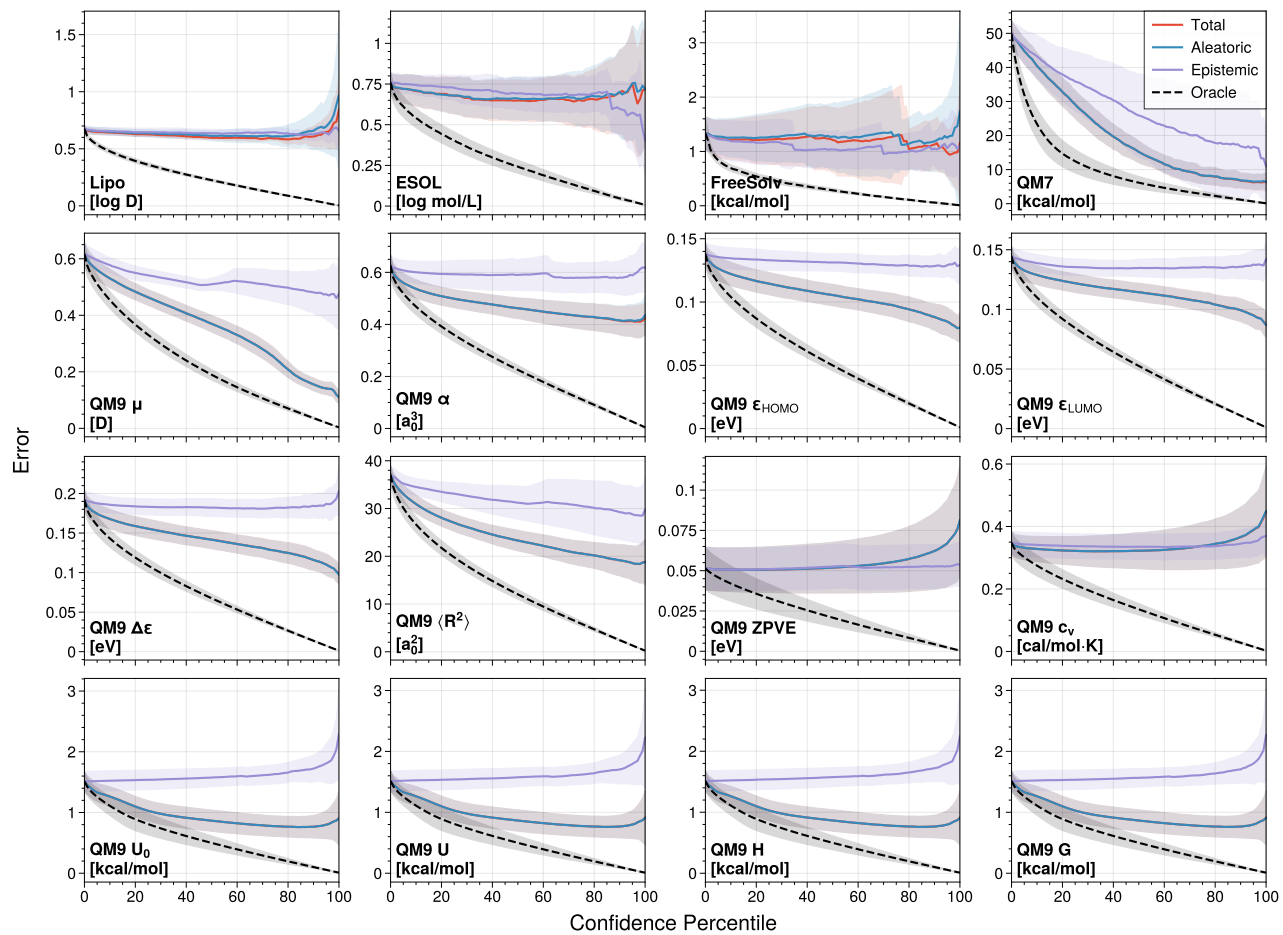 Error
1.5
1
0.5
0
Lipo
[log D]
1
0.75
0.5
0.25
0
ESOL
[log mol/L]
3
2
1
0
FreeSolv
[kcal/mol]
50
40
30
20
10
0
QM7
[kcal/mol]
Total
Aleatoric
Epistemic
Oracle
0.6
0.4
0.2
0
QM9 μ
[D]
0.6
0.4
0.2
0
QM9 α
[a₀³]
0.15
0.1
0.05
0
QM9 ε_HOMO
[eV]
0.15
0.1
0.05
0
QM9 ε_LUMO
[eV]
0.2
0.15
0.1
0.05
0
QM9 Δε
[eV]
40
30
20
10
0
QM9 ⟨R²⟩
[a₀²]
0.1
0.075
0.05
0.025
0
QM9 ZPVE
[eV]
0.6
0.4
0.2
0
QM9 cᵥ
[cal/mol·K]
3
2
1
0
QM9 U₀
[kcal/mol]
0 20 40 60 80 100
3
2
1
0
QM9 U
[kcal/mol]
0 20 40 60 80 100
3
2
1
0
QM9 H
[kcal/mol]
0 20 40 60 80 100
3
2
1
0
QM9 G
[kcal/mol]
0 20 40 60 80 100
Confidence Percentile